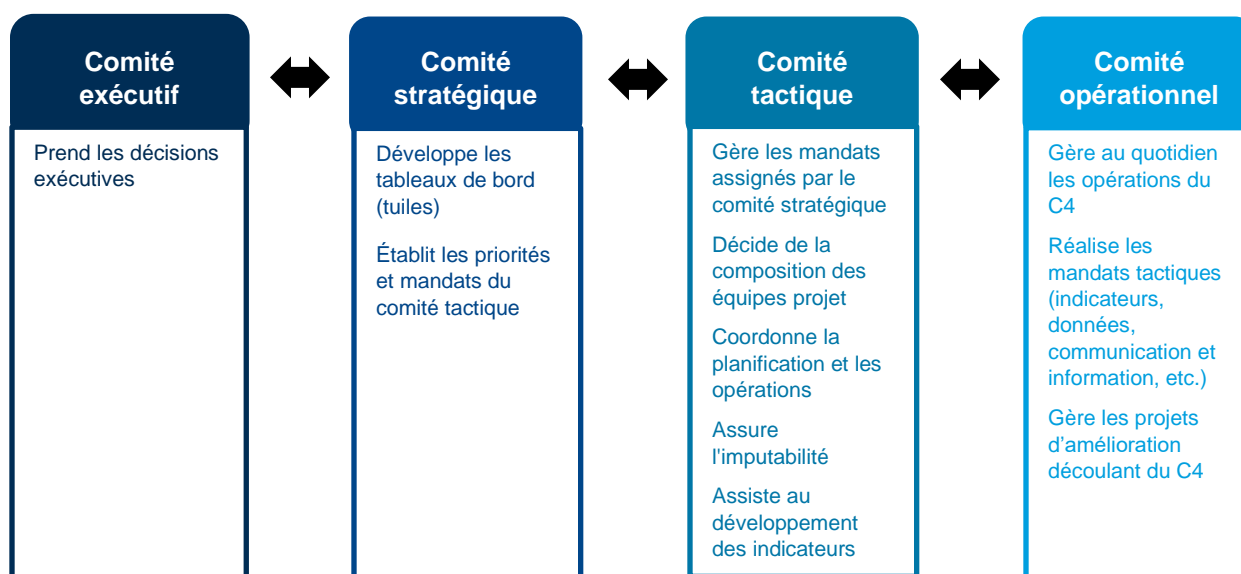 Comité
exécutif
Prend les décisions
exécutives
Comité
stratégique
Développe les
tableaux de bord
(tuiles)
Établit les priorités
et mandats du
comité tactique
Comité
tactique
Gère les mandats
assignés par le
comité stratégique
Décide de la
composition des
équipes projet
Coordonne la
planification et les
opérations
Assure
l'imputabilité
Assiste au
développement
des indicateurs
Comité
opérationnel
Gère au quotidien
les opérations du
C4
Réalise les
mandats tactiques
(indicateurs,
données,
communication et
information, etc.)
Gère les projets
d’amélioration
découlant du C4